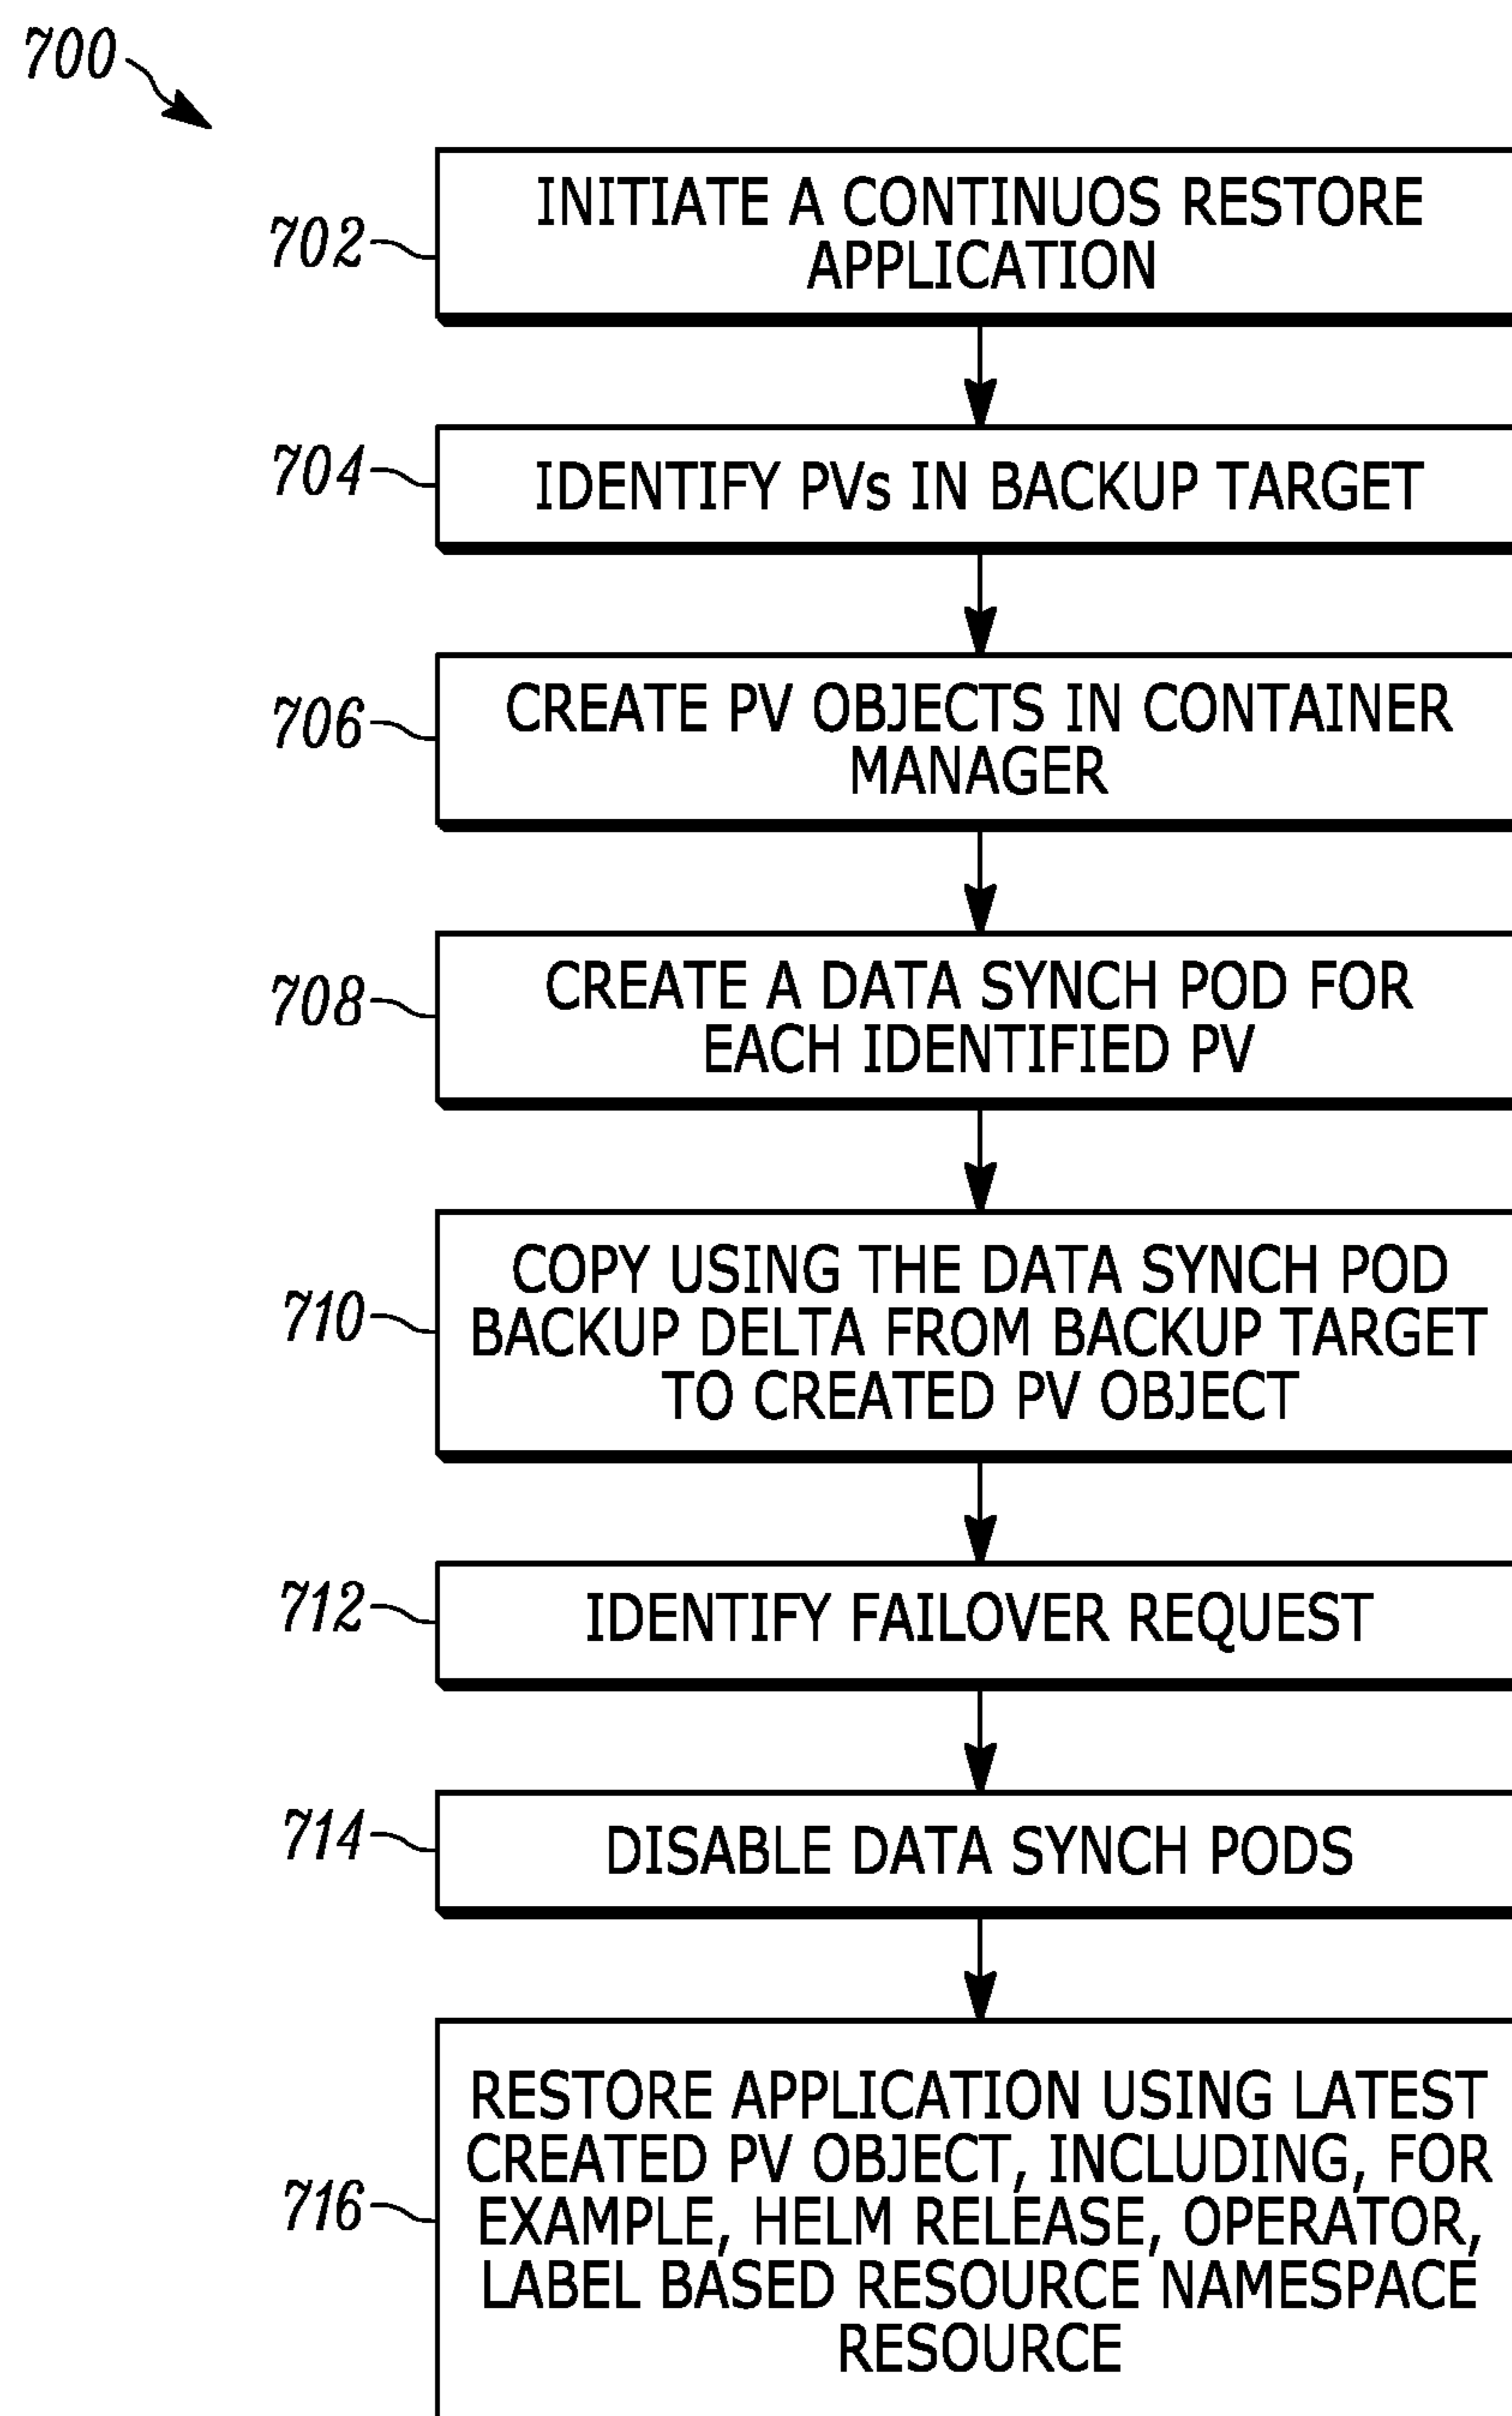 700
702
INITIATE A CONTINUOS RESTORE
APPLICATION
704
IDENTIFY PVs IN BACKUP TARGET
706
CREATE PV OBJECTS IN CONTAINER
MANAGER
708
CREATE A DATA SYNCH POD FOR
EACH IDENTIFIED PV
710
COPY USING THE DATA SYNCH POD
BACKUP DELTA FROM BACKUP TARGET
TO CREATED PV OBJECT
712
IDENTIFY FAILOVER REQUEST
714
DISABLE DATA SYNCH PODS
716
RESTORE APPLICATION USING LATEST
CREATED PV OBJECT, INCLUDING, FOR
EXAMPLE, HELM RELEASE, OPERATOR,
LABEL BASED RESOURCE NAMESPACE
RESOURCE